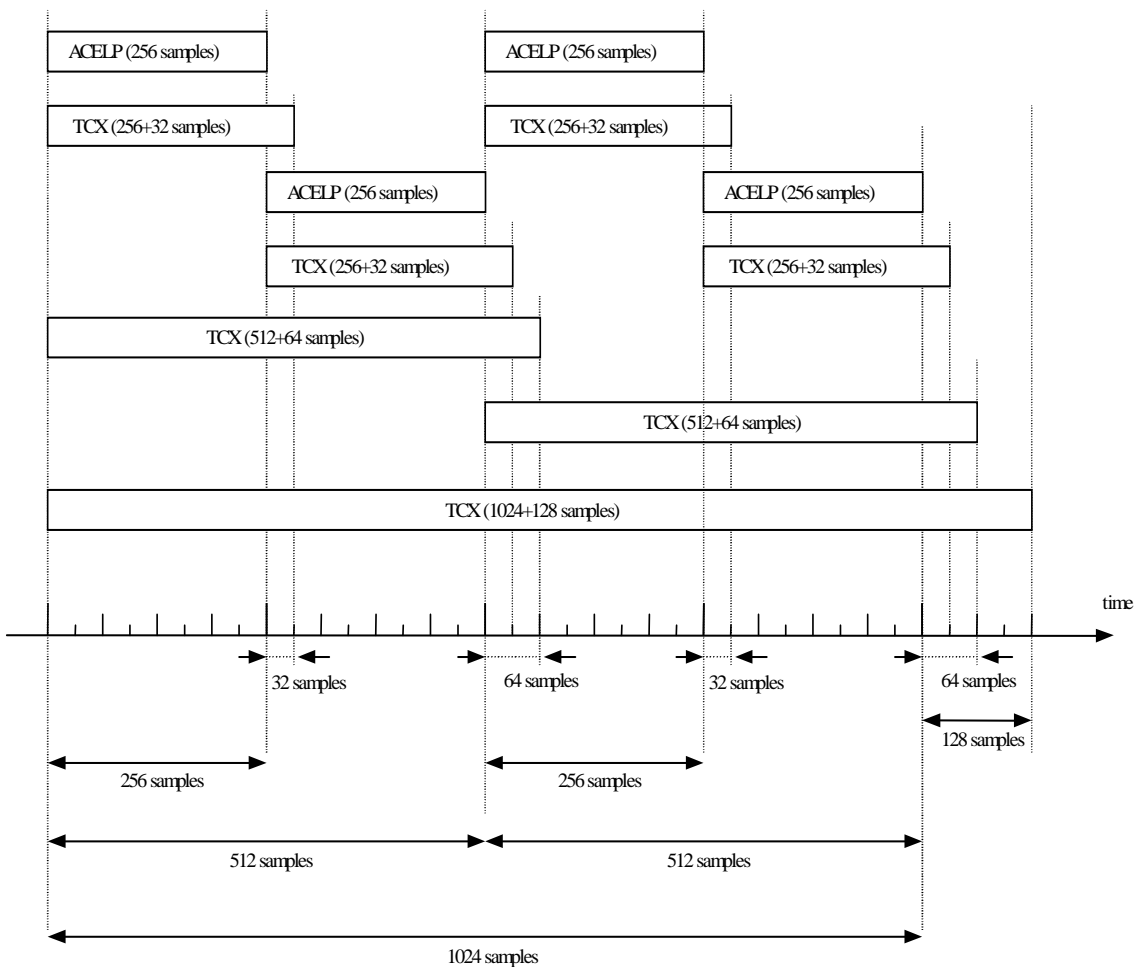 ACELP (256 samples)
ACELP (256 samples)
TCX (256+32 samples)
TCX (256+32 samples)
ACELP (256 samples)
ACELP (256 samples)
TCX (256+32 samples)
TCX (256+32 samples)
TCX (512+64 samples)
TCX (512+64 samples)
TCX (1024+128 samples)
time
32 samples
64 samples
32 samples
64 samples
128 samples
256 samples
256 samples
512 samples
512 samples
1024 samples